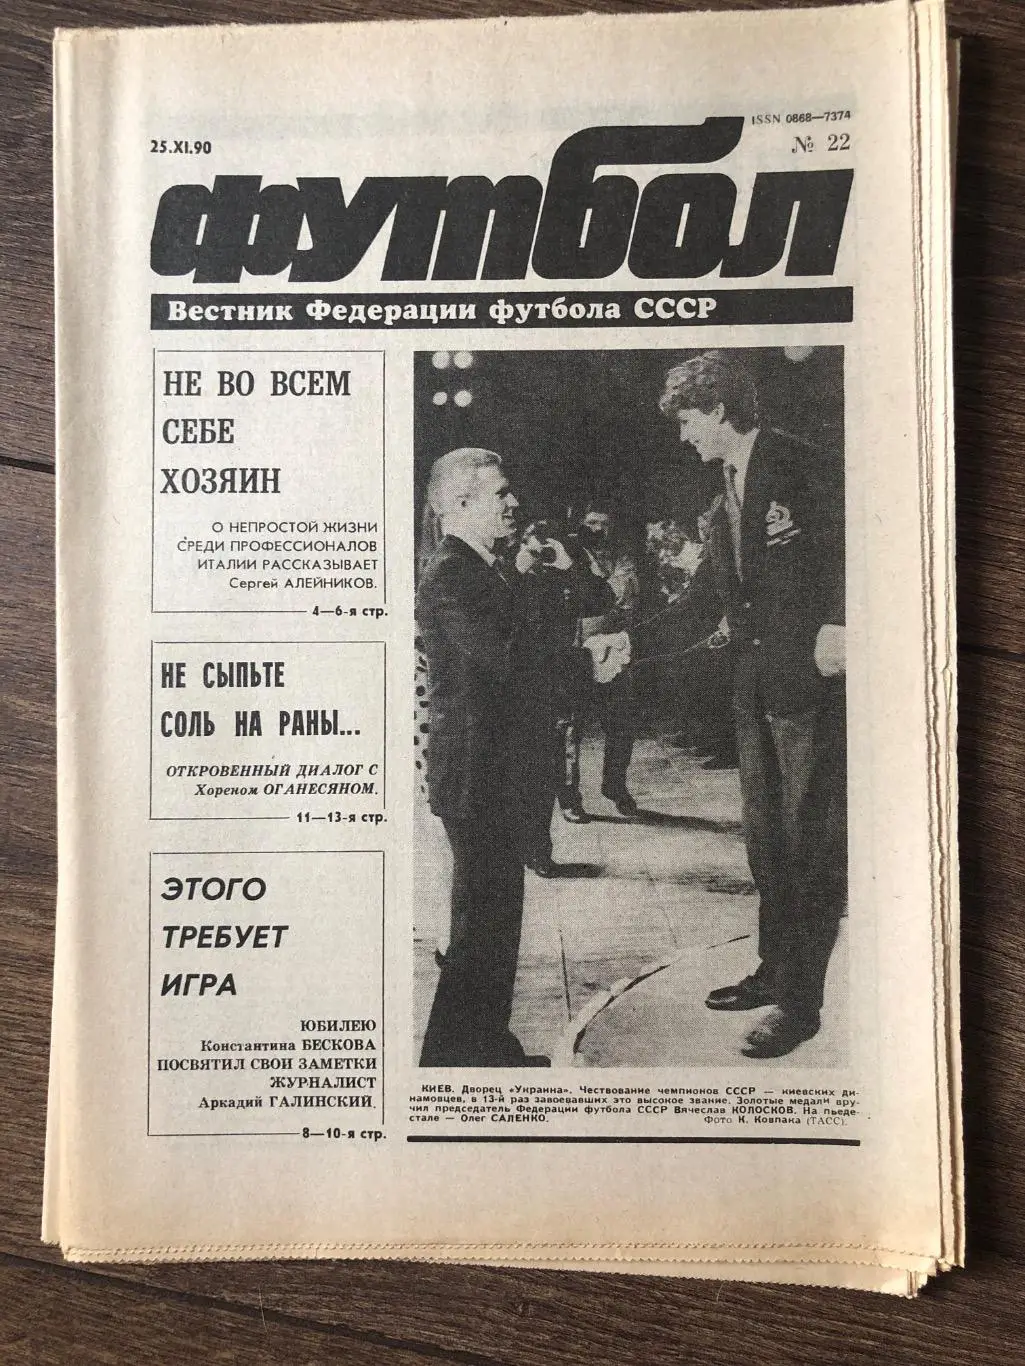 ISSN 0868—7374
25.XI.90
№ 22
футбол
Вестник Федерации футбола СССР
НЕ ВО ВСЕМ
СЕБЕ
ХОЗЯИН
О НЕПРОСТОЙ ЖИЗНИ
СРЕДИ ПРОФЕССИОНАЛОВ
ИТАЛИИ РАССКАЗЫВАЕТ
Сергей АЛЕЙНИКОВ.
4—6-я стр.
НЕ СЫПЬТЕ
СОЛЬ НА РАНЫ...
ОТКРОВЕННЫЙ ДИАЛОГ С
Хореном ОГАНЕСЯНОМ.
11—13-я стр.
ЭТОГО
ТРЕБУЕТ
ИГРА
ЮБИЛЕЮ
Константина БЕСКОВА
ПОСВЯТИЛ СВОИ ЗАМЕТКИ
ЖУРНАЛИСТ
Аркадий ГАЛИНСКИЙ.
8—10-я стр.
КИЕВ. Дворец «Украина». Чествование чемпионов СССР — киевских ди-
намовцев, в 13-й раз завоевавших это высокое звание. Золотые медали вру-
чил председатель Федерации футбола СССР Вячеслав КОЛОСКОВ. На пьеде-
стале — Олег САЛЕНКО.
Фото К. Ковпака (ТАСС).